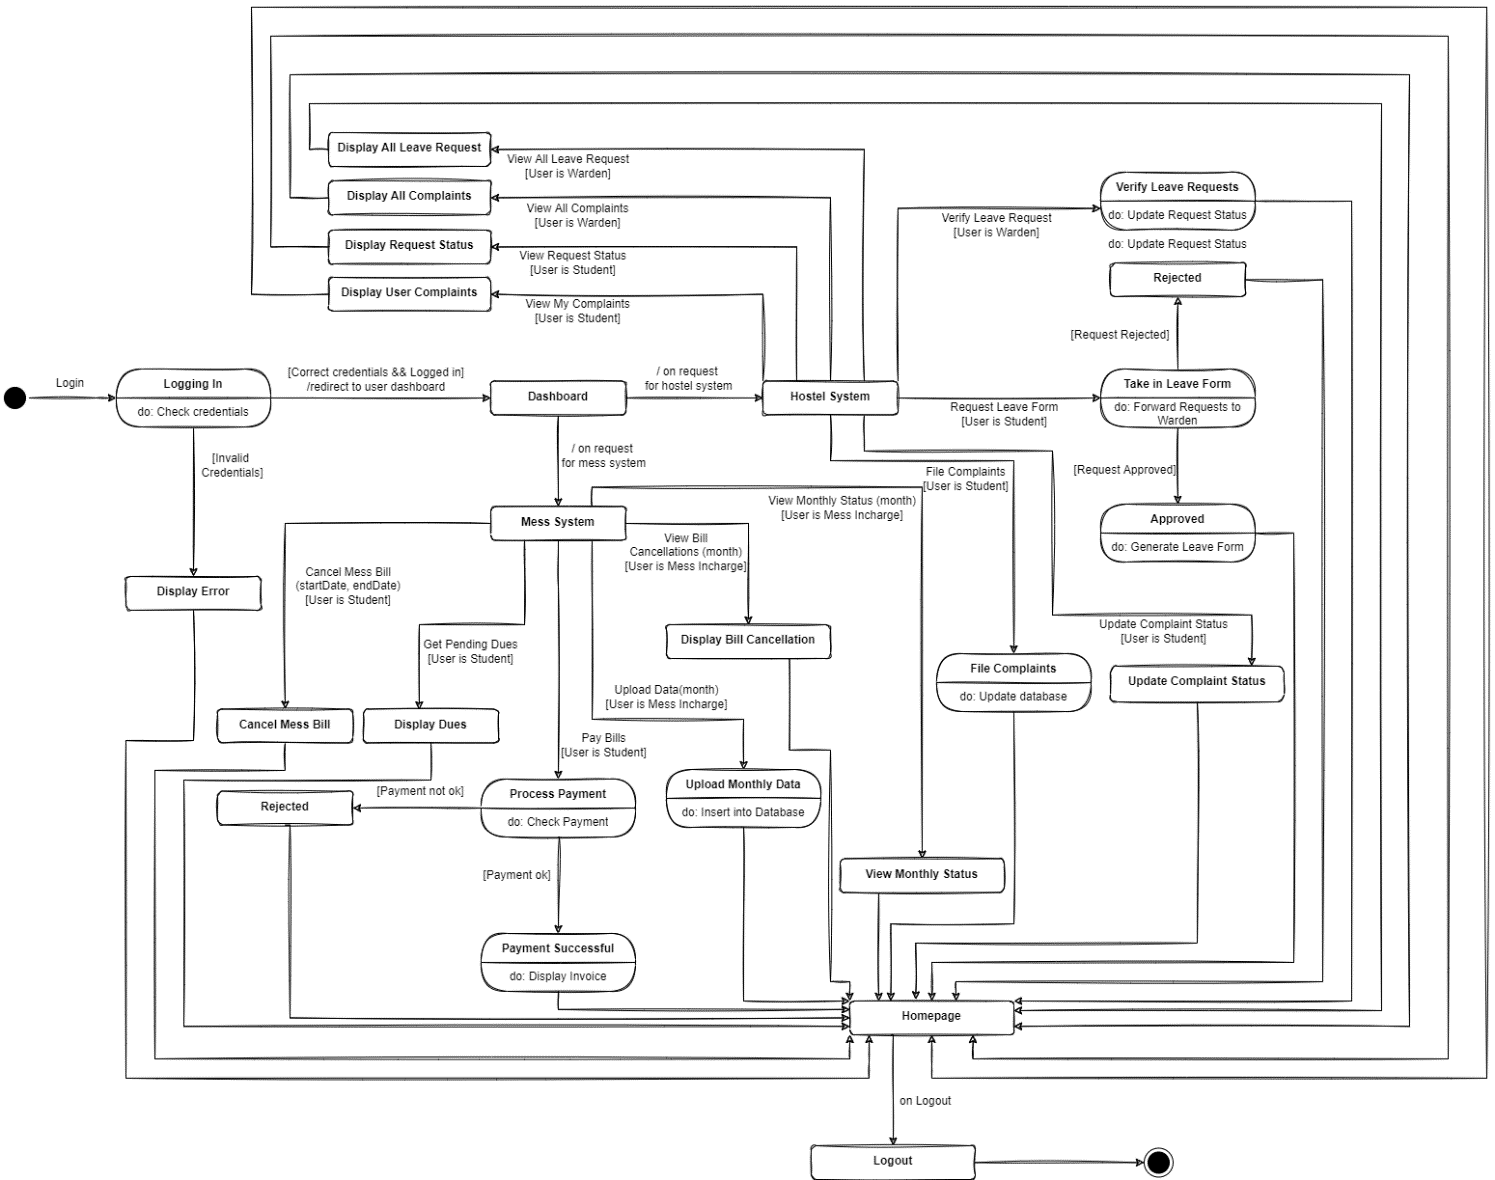 Display All Leave Request
View All Leave Request
[User is Warden]
Display All Complaints
View All Complaints
[User is Warden]
Display Request Status
View Request Status
[User is Student]
Display User Complaints
View My Complaints
[User is Student]
Verify Leave Request
[User is Warden]
Verify Leave Requests
do: Update Request Status
do: Update Request Status
Rejected
[Request Rejected]
Login
Logging In
do: Check credentials
[Correct credentials && Logged in]
/redirect to user dashboard
Dashboard
/ on request
for hostel system
Hostel System
Request Leave Form
[User is Student]
Take in Leave Form
do: Forward Requests to
Warden
[Invalid
Credentials]
/ on request
for mess system
File Complaints
[User is Student]
[Request Approved]
Approved
do: Generate Leave Form
Mess System
View Monthly Status (month)
[User is Mess Incharge]
View Bill
Cancellations (month)
[User is Mess Incharge]
Cancel Mess Bill
(startDate, endDate)
[User is Student]
Display Error
Get Pending Dues
[User is Student]
Display Bill Cancellation
Update Complaint Status
[User is Student]
File Complaints
do: Update database
Update Complaint Status
Upload Data(month)
[User is Mess Incharge]
Cancel Mess Bill
Display Dues
Pay Bills
[User is Student]
[Payment not ok]
Rejected
Process Payment
do: Check Payment
Upload Monthly Data
do: Insert into Database
[Payment ok]
View Monthly Status
Payment Successful
do: Display Invoice
Homepage
on Logout
Logout